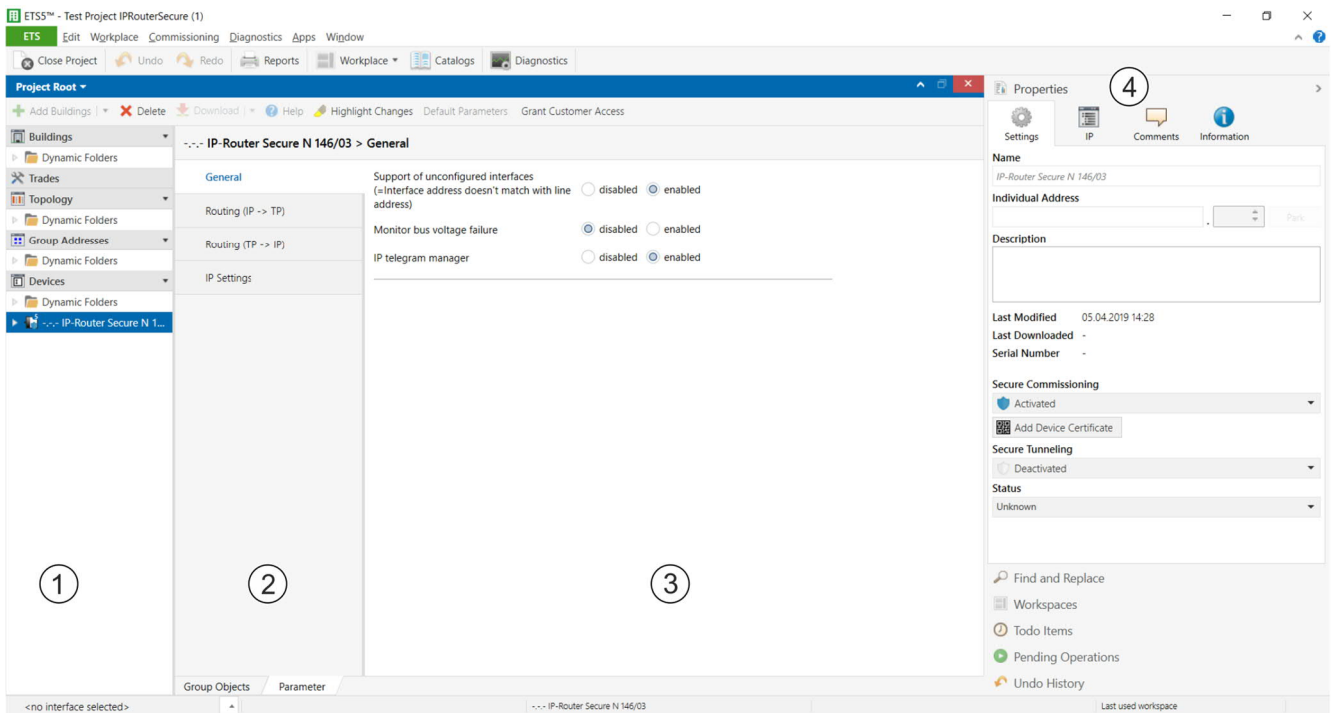 ETS5™ - Test Project IPRouterSecure (1)
ETS Edit Workplace Commissioning Diagnostics Apps Window
Close Project Undo Redo Reports Workplace Catalogs Diagnostics
Project Root
Add Buildings Delete Download Help Highlight Changes Default Parameters Grant Customer Access
Buildings
Dynamic Folders
Trades
Topology
Dynamic Folders
Group Addresses
Dynamic Folders
Devices
Dynamic Folders
-.-.- IP-Router Secure N 1...
1
-.-.- IP-Router Secure N 146/03 > General
General
Routing (IP -> TP)
Routing (TP -> IP)
IP Settings
2
Support of unconfigured interfaces
(=Interface address doesn't match with line
address)
disabled enabled
Monitor bus voltage failure disabled enabled
IP telegram manager disabled enabled
3
Group Objects Parameter
Properties
4
Settings IP Comments Information
Name
IP-Router Secure N 146/03
Individual Address
. Park
Description
Last Modified 05.04.2019 14:28
Last Downloaded -
Serial Number -
Secure Commissioning
Activated
Add Device Certificate
Secure Tunneling
Deactivated
Status
Unknown
Find and Replace
Workspaces
Todo Items
Pending Operations
Undo History
<no interface selected> -.-.- IP-Router Secure N 146/03 Last used workspace